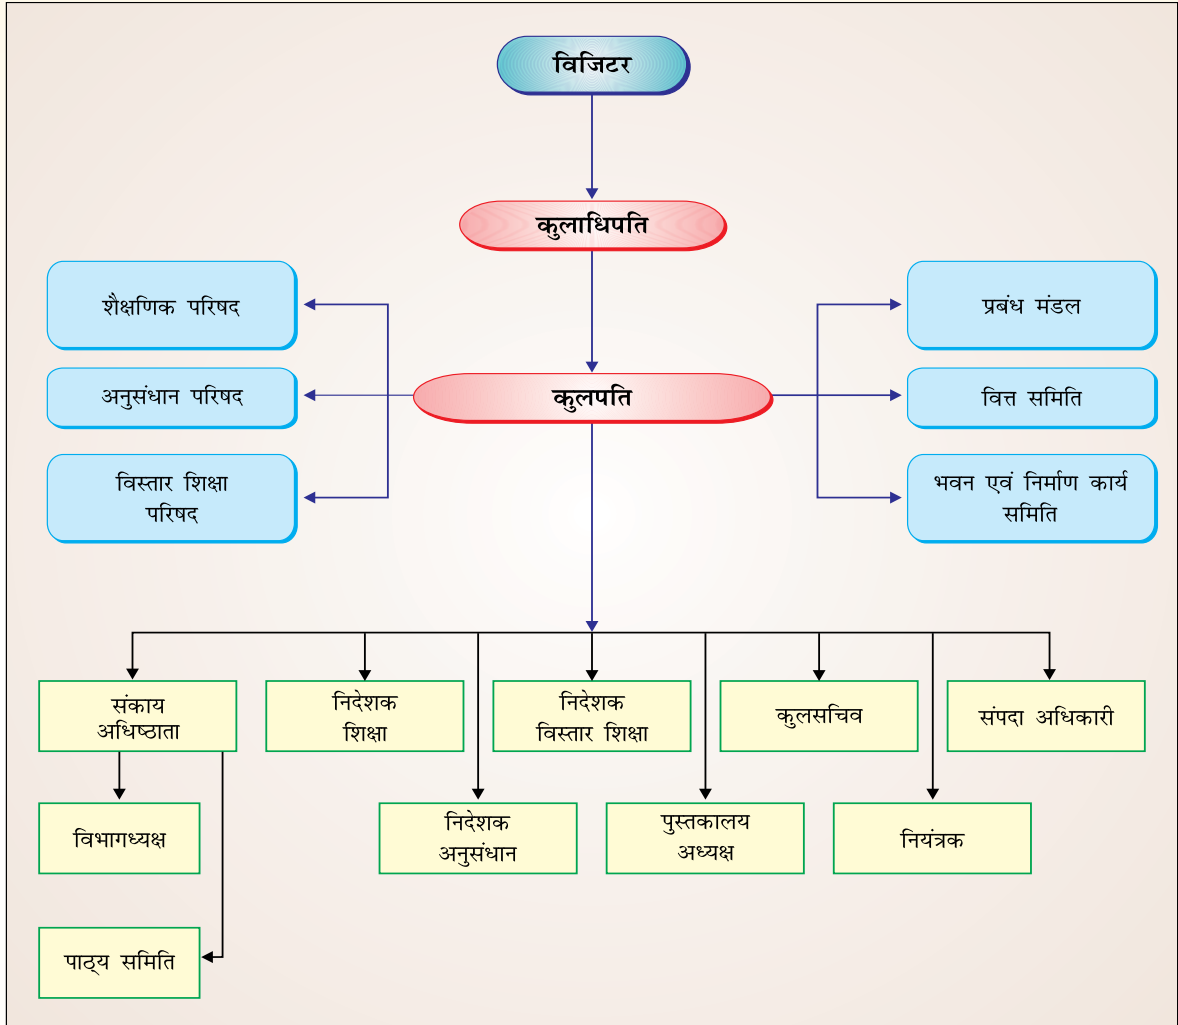 विजिटर
कुलाधिपति
शैक्षणिक परिषद
प्रबंध मंडल
अनुसंधान परिषद
कुलपति
वित्त समिति
विस्तार शिक्षा
परिषद
भवन एवं निर्माण कार्य
समिति
संकाय
अधिष्ठाता
निदेशक
शिक्षा
निदेशक
विस्तार शिक्षा
कुलसचिव
संपदा अधिकारी
विभागध्यक्ष
निदेशक
अनुसंधान
पुस्तकालय
अध्यक्ष
नियंत्रक
पाठ्य समिति